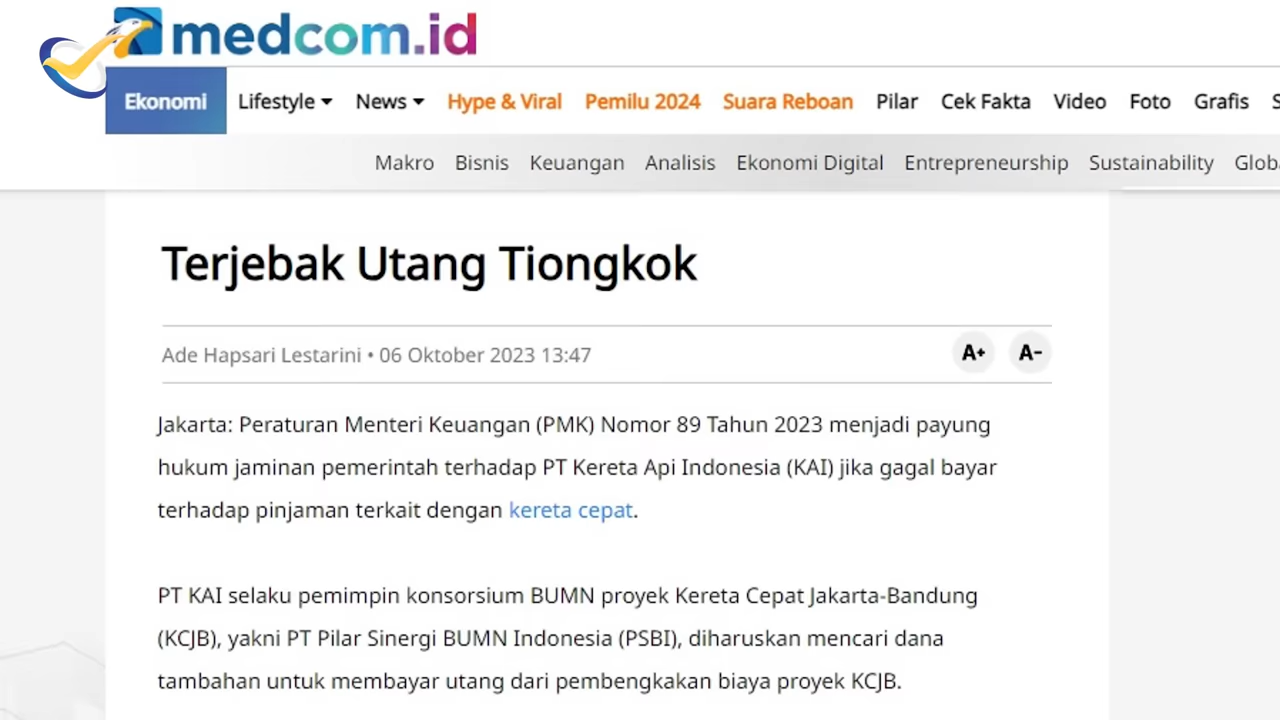 medcom.id
Ekonomi Lifestyle News Hype & Viral Pemilu 2024 Suara Reboan Pilar Cek Fakta Video Foto Grafis S
Makro Bisnis Keuangan Analisis Ekonomi Digital Entrepreneurship Sustainability Globa
Terjebak Utang Tiongkok
Ade Hapsari Lestarini • 06 Oktober 2023 13:47 A+ A-
Jakarta: Peraturan Menteri Keuangan (PMK) Nomor 89 Tahun 2023 menjadi payung
hukum jaminan pemerintah terhadap PT Kereta Api Indonesia (KAI) jika gagal bayar
terhadap pinjaman terkait dengan kereta cepat.
PT KAI selaku pemimpin konsorsium BUMN proyek Kereta Cepat Jakarta-Bandung
(KCJB), yakni PT Pilar Sinergi BUMN Indonesia (PSBI), diharuskan mencari dana
tambahan untuk membayar utang dari pembengkakan biaya proyek KCJB.